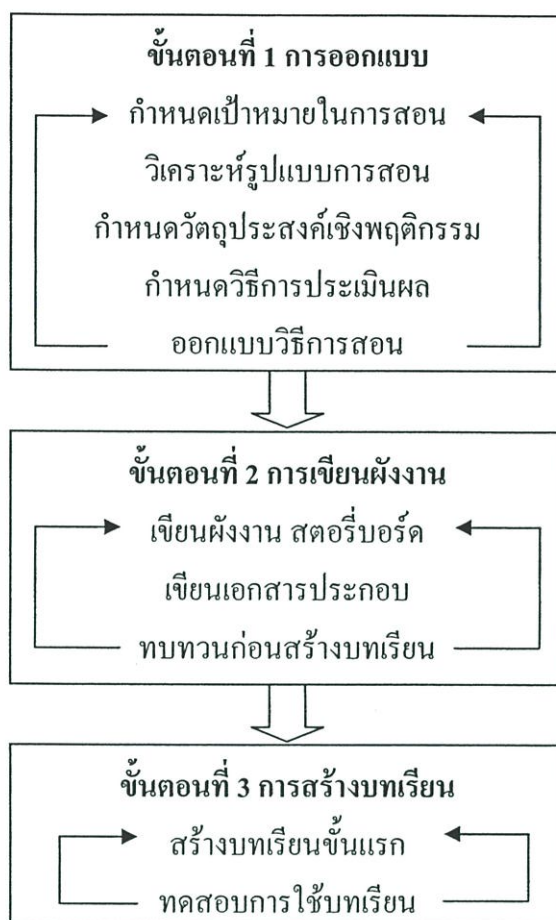 ขั้นตอนที่ 1 การออกแบบ
กำหนดเป้าหมายในการสอน
วิเคราะห์รูปแบบการสอน
กำหนดวัตถุประสงค์เชิงพฤติกรรม
กำหนดวิธีการประเมินผล
ออกแบบวิธีการสอน
ขั้นตอนที่ 2 การเขียนผังงาน
เขียนผังงาน สตอรี่บอร์ด
เขียนเอกสารประกอบ
ทบทวนก่อนสร้างบทเรียน
ขั้นตอนที่ 3 การสร้างบทเรียน
สร้างบทเรียนขั้นแรก
ทดสอบการใช้บทเรียน